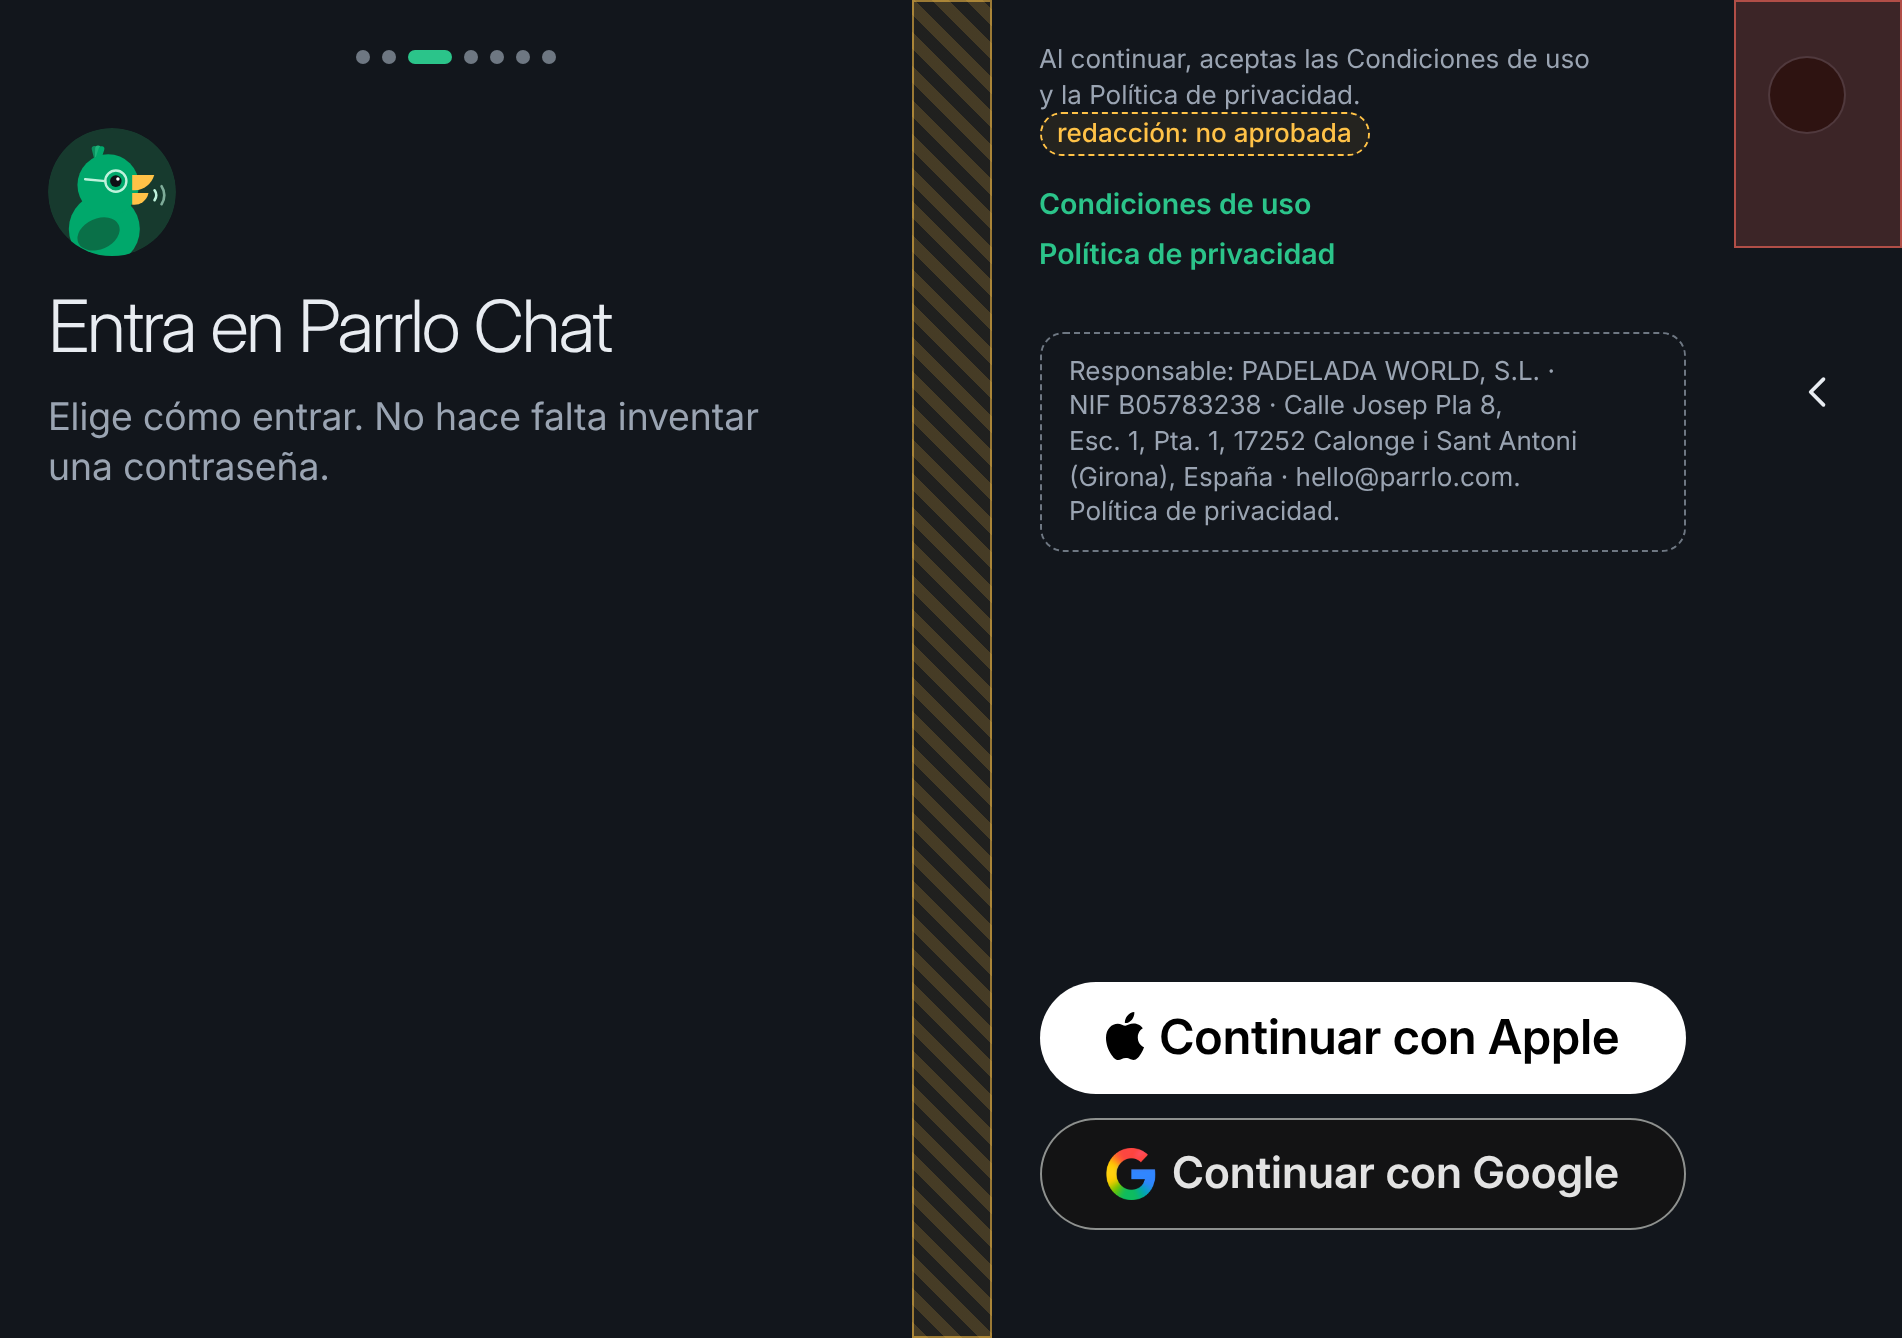 Entra en Parrlo Chat
Elige cómo entrar. No hace falta inventar
una contraseña.
Al continuar, aceptas las Condiciones de uso
y la Política de privacidad.
redacción: no aprobada
Condiciones de uso
Política de privacidad
Responsable: PADELADA WORLD, S.L. ·
NIF B05783238 · Calle Josep Pla 8,
Esc. 1, Pta. 1, 17252 Calonge i Sant Antoni
(Girona), España · hello@parrlo.com.
Política de privacidad.
Continuar con Apple
Continuar con Google